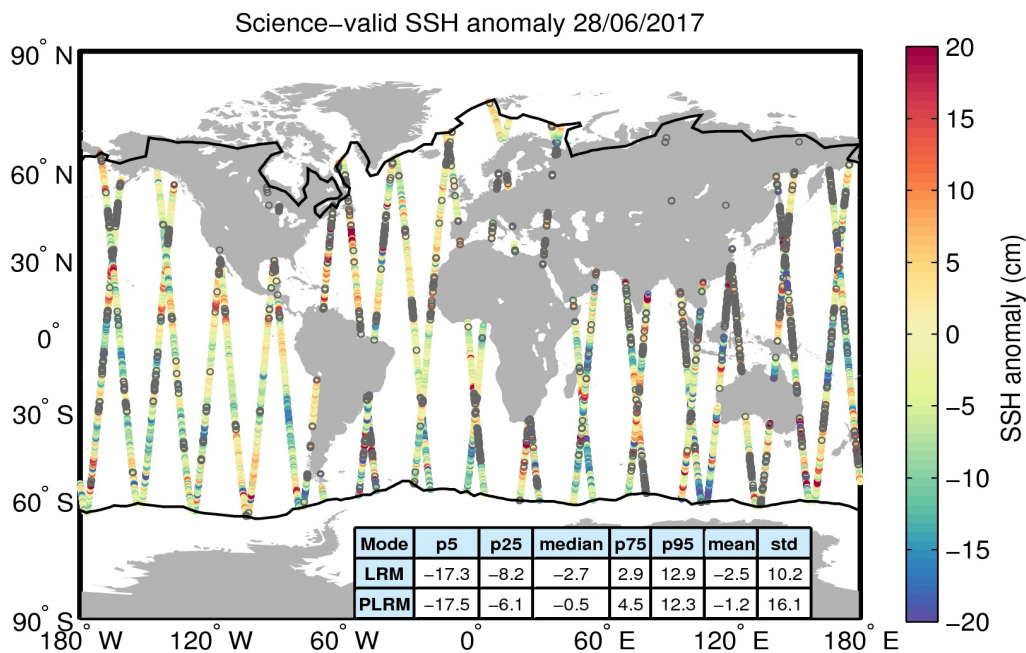 Science−valid SSH anomaly 28/06/2017
90° N
60° N
30° N
0°
30° S
60° S
90° S
180° W 120° W 60° W 0° 60° E 120° E 180° E
Mode p5 p25 median p75 p95 mean std
LRM −17.3 −8.2 −2.7 2.9 12.9 −2.5 10.2
PLRM −17.5 −6.1 −0.5 4.5 12.3 −1.2 16.1
20
15
10
5
0
−5
−10
−15
−20
SSH anomaly (cm)